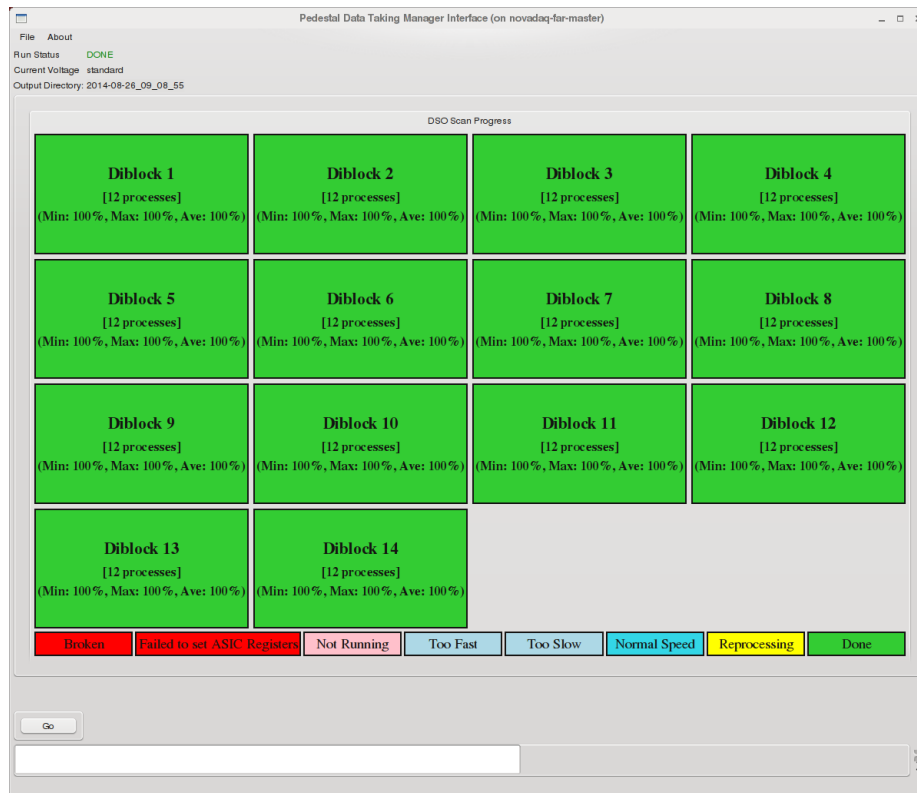 Pedestal Data Taking Manager Interface (on novadaq-far-master)
File About
Run Status DONE
Current Voltage standard
Output Directory: 2014-08-26_09_08_55
DSO Scan Progress
Diblock 1
[12 processes]
(Min: 100%, Max: 100%, Ave: 100%)
Diblock 2
[12 processes]
(Min: 100%, Max: 100%, Ave: 100%)
Diblock 3
[12 processes]
(Min: 100%, Max: 100%, Ave: 100%)
Diblock 4
[12 processes]
(Min: 100%, Max: 100%, Ave: 100%)
Diblock 5
[12 processes]
(Min: 100%, Max: 100%, Ave: 100%)
Diblock 6
[12 processes]
(Min: 100%, Max: 100%, Ave: 100%)
Diblock 7
[12 processes]
(Min: 100%, Max: 100%, Ave: 100%)
Diblock 8
[12 processes]
(Min: 100%, Max: 100%, Ave: 100%)
Diblock 9
[12 processes]
(Min: 100%, Max: 100%, Ave: 100%)
Diblock 10
[12 processes]
(Min: 100%, Max: 100%, Ave: 100%)
Diblock 11
[12 processes]
(Min: 100%, Max: 100%, Ave: 100%)
Diblock 12
[12 processes]
(Min: 100%, Max: 100%, Ave: 100%)
Diblock 13
[12 processes]
(Min: 100%, Max: 100%, Ave: 100%)
Diblock 14
[12 processes]
(Min: 100%, Max: 100%, Ave: 100%)
Broken Failed to set ASIC Registers Not Running Too Fast Too Slow Normal Speed Reprocessing Done
Go